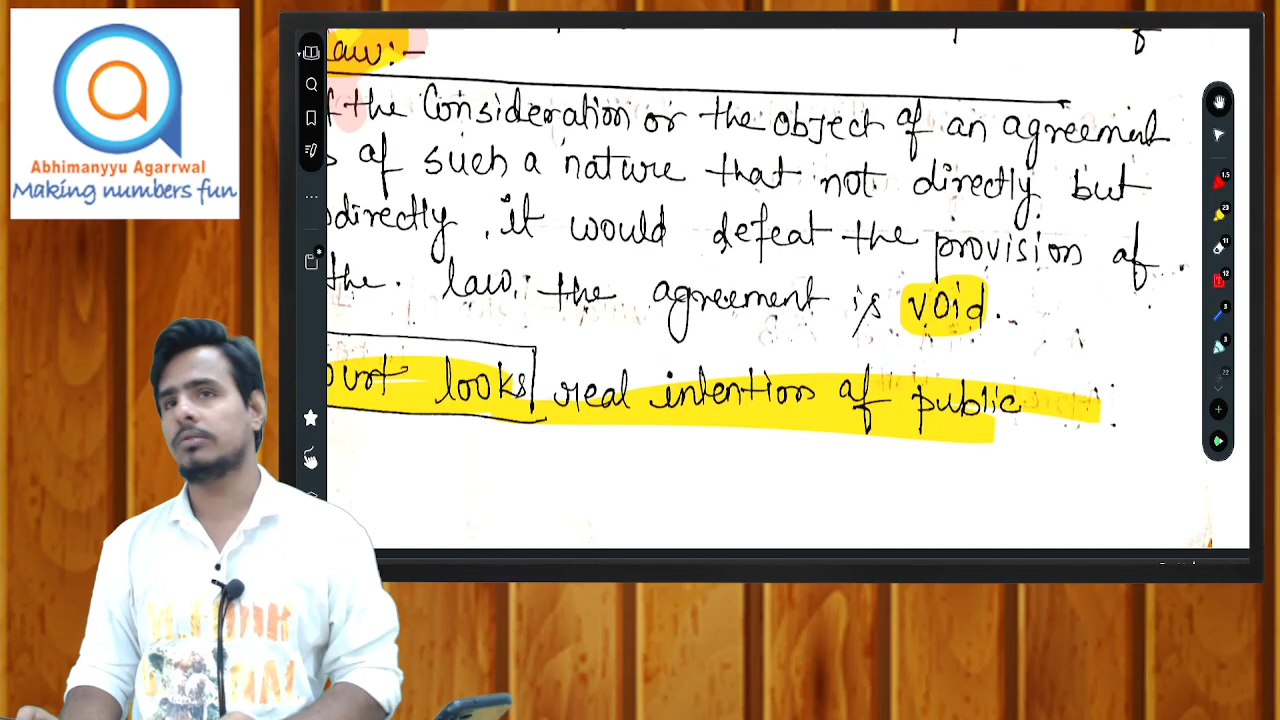 Abhimanyyu Agarrwal
Making numbers fun
Law:-
f the Consideration or the object of an agreement
s of such a nature that not directly but
directly, it would defeat the provision of
the. law. the agreement is void.
ourt looks real intention of public